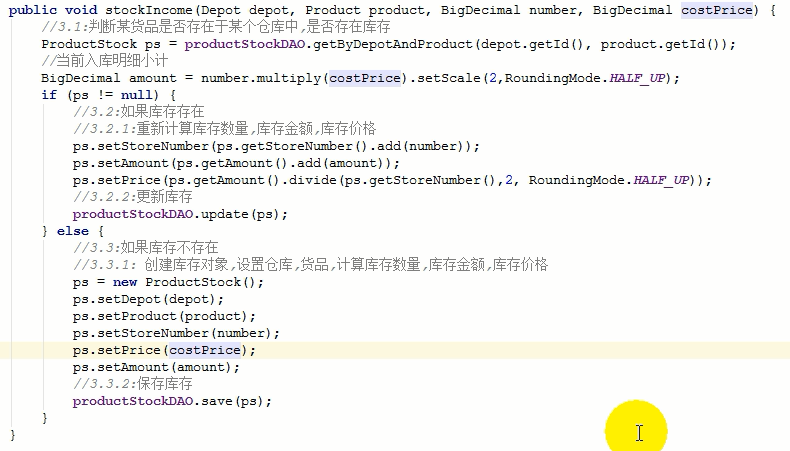 public void stockIncome(Depot depot, Product product, BigDecimal number, BigDecimal costPrice) {
//3.1:判断某货品是否存在于某个仓库中,是否存在库存
ProductStock ps = productStockDAO.getByDepotAndProduct(depot.getId(), product.getId());
//当前入库明细小计
BigDecimal amount = number.multiply(costPrice).setScale(2,RoundingMode.HALF_UP);
if (ps != null) {
//3.2:如果库存存在
//3.2.1:重新计算库存数量,库存金额,库存价格
ps.setStoreNumber(ps.getStoreNumber().add(number));
ps.setAmount(ps.getAmount().add(amount));
ps.setPrice(ps.getAmount().divide(ps.getStoreNumber(),2, RoundingMode.HALF_UP));
//3.2.2:更新库存
productStockDAO.update(ps);
} else {
//3.3:如果库存不存在
//3.3.1: 创建库存对象,设置仓库,货品,计算库存数量,库存金额,库存价格
ps = new ProductStock();
ps.setDepot(depot);
ps.setProduct(product);
ps.setStoreNumber(number);
ps.setPrice(costPrice);
ps.setAmount(amount);
//3.3.2:保存库存
productStockDAO.save(ps);
}
}